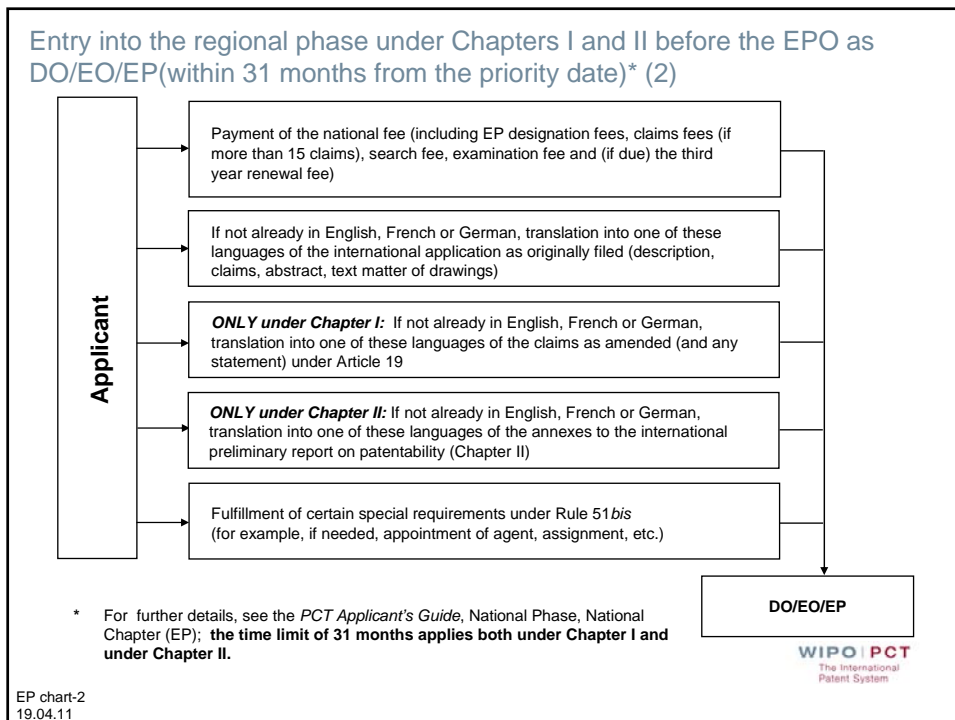 Entry into the regional phase under Chapters I and II before the EPO as
DO/EO/EP(within 31 months from the priority date)* (2)
Applicant
Payment of the national fee (including EP designation fees, claims fees (if
more than 15 claims), search fee, examination fee and (if due) the third
year renewal fee)
If not already in English, French or German, translation into one of these
languages of the international application as originally filed (description,
claims, abstract, text matter of drawings)
ONLY under Chapter I: If not already in English, French or German,
translation into one of these languages of the claims as amended (and any
statement) under Article 19
ONLY under Chapter II: If not already in English, French or German,
translation into one of these languages of the annexes to the international
preliminary report on patentability (Chapter II)
Fulfillment of certain special requirements under Rule 51bis
(for example, if needed, appointment of agent, assignment, etc.)
DO/EO/EP
* For further details, see the PCT Applicant's Guide, National Phase, National
Chapter (EP); the time limit of 31 months applies both under Chapter I and
under Chapter II.
WIPO|PCT
The International
Patent System
EP chart-2
19.04.11